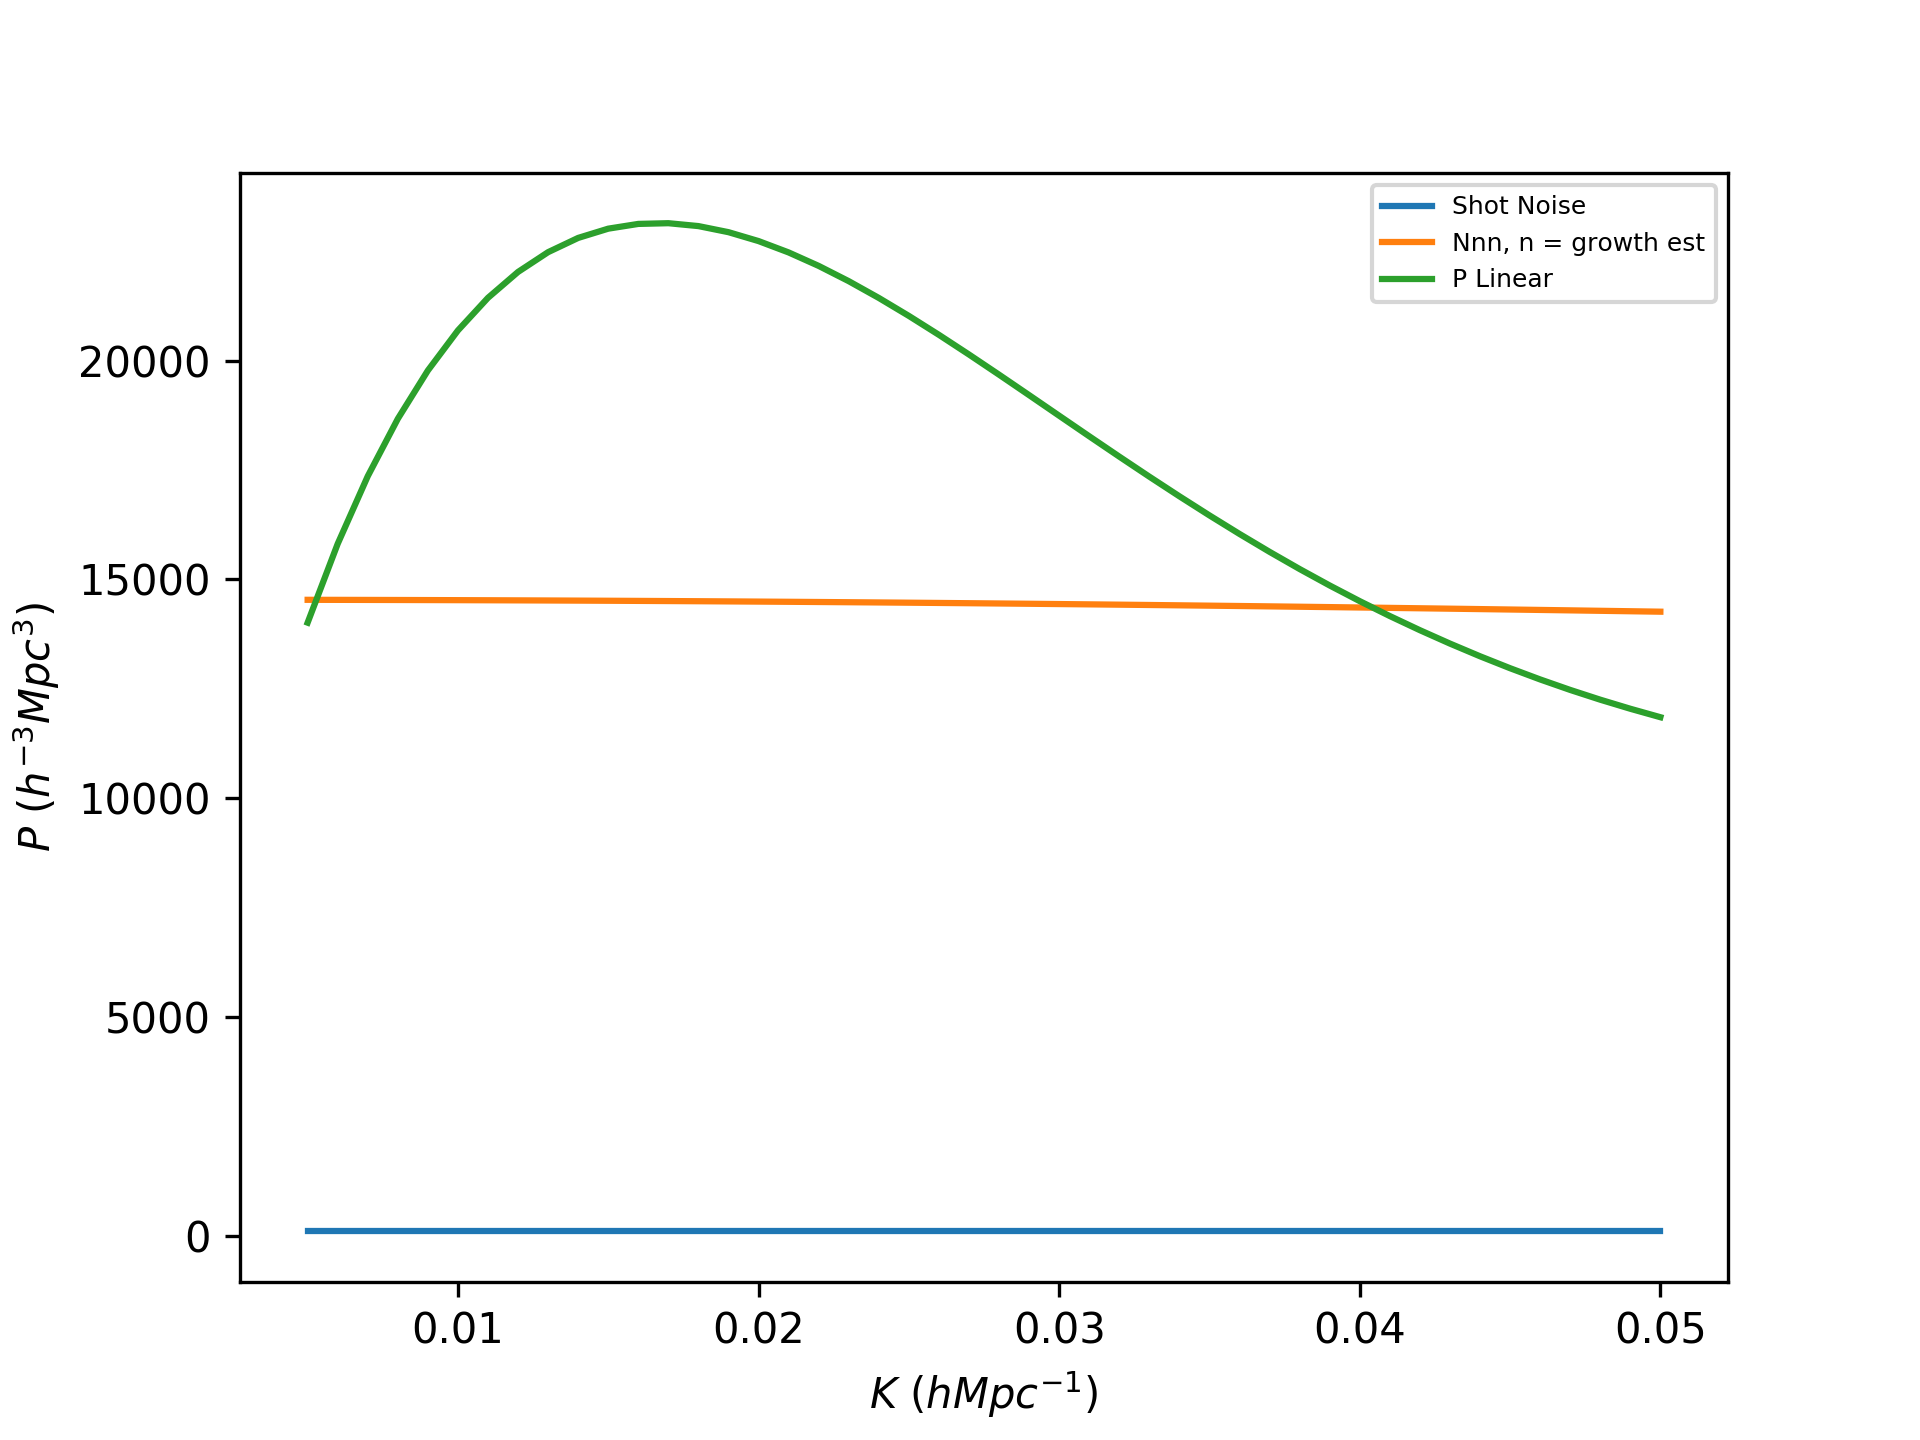 Shot Noise
Nnn, n = growth est
P Linear
20000
15000
10000
5000
0
P (h⁻³Mpc³)
0.01 0.02 0.03 0.04 0.05
K (hMpc⁻¹)